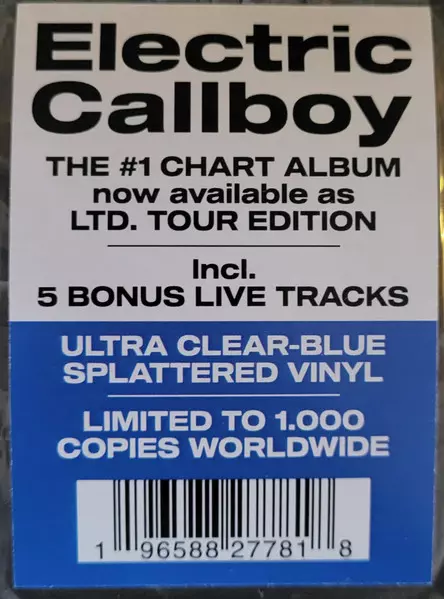 Electric
Callboy
THE #1 CHART ALBUM
now available as
LTD. TOUR EDITION
Incl.
5 BONUS LIVE TRACKS
ULTRA CLEAR-BLUE
SPLATTERED VINYL
LIMITED TO 1.000
COPIES WORLDWIDE
1 96588 27781 8